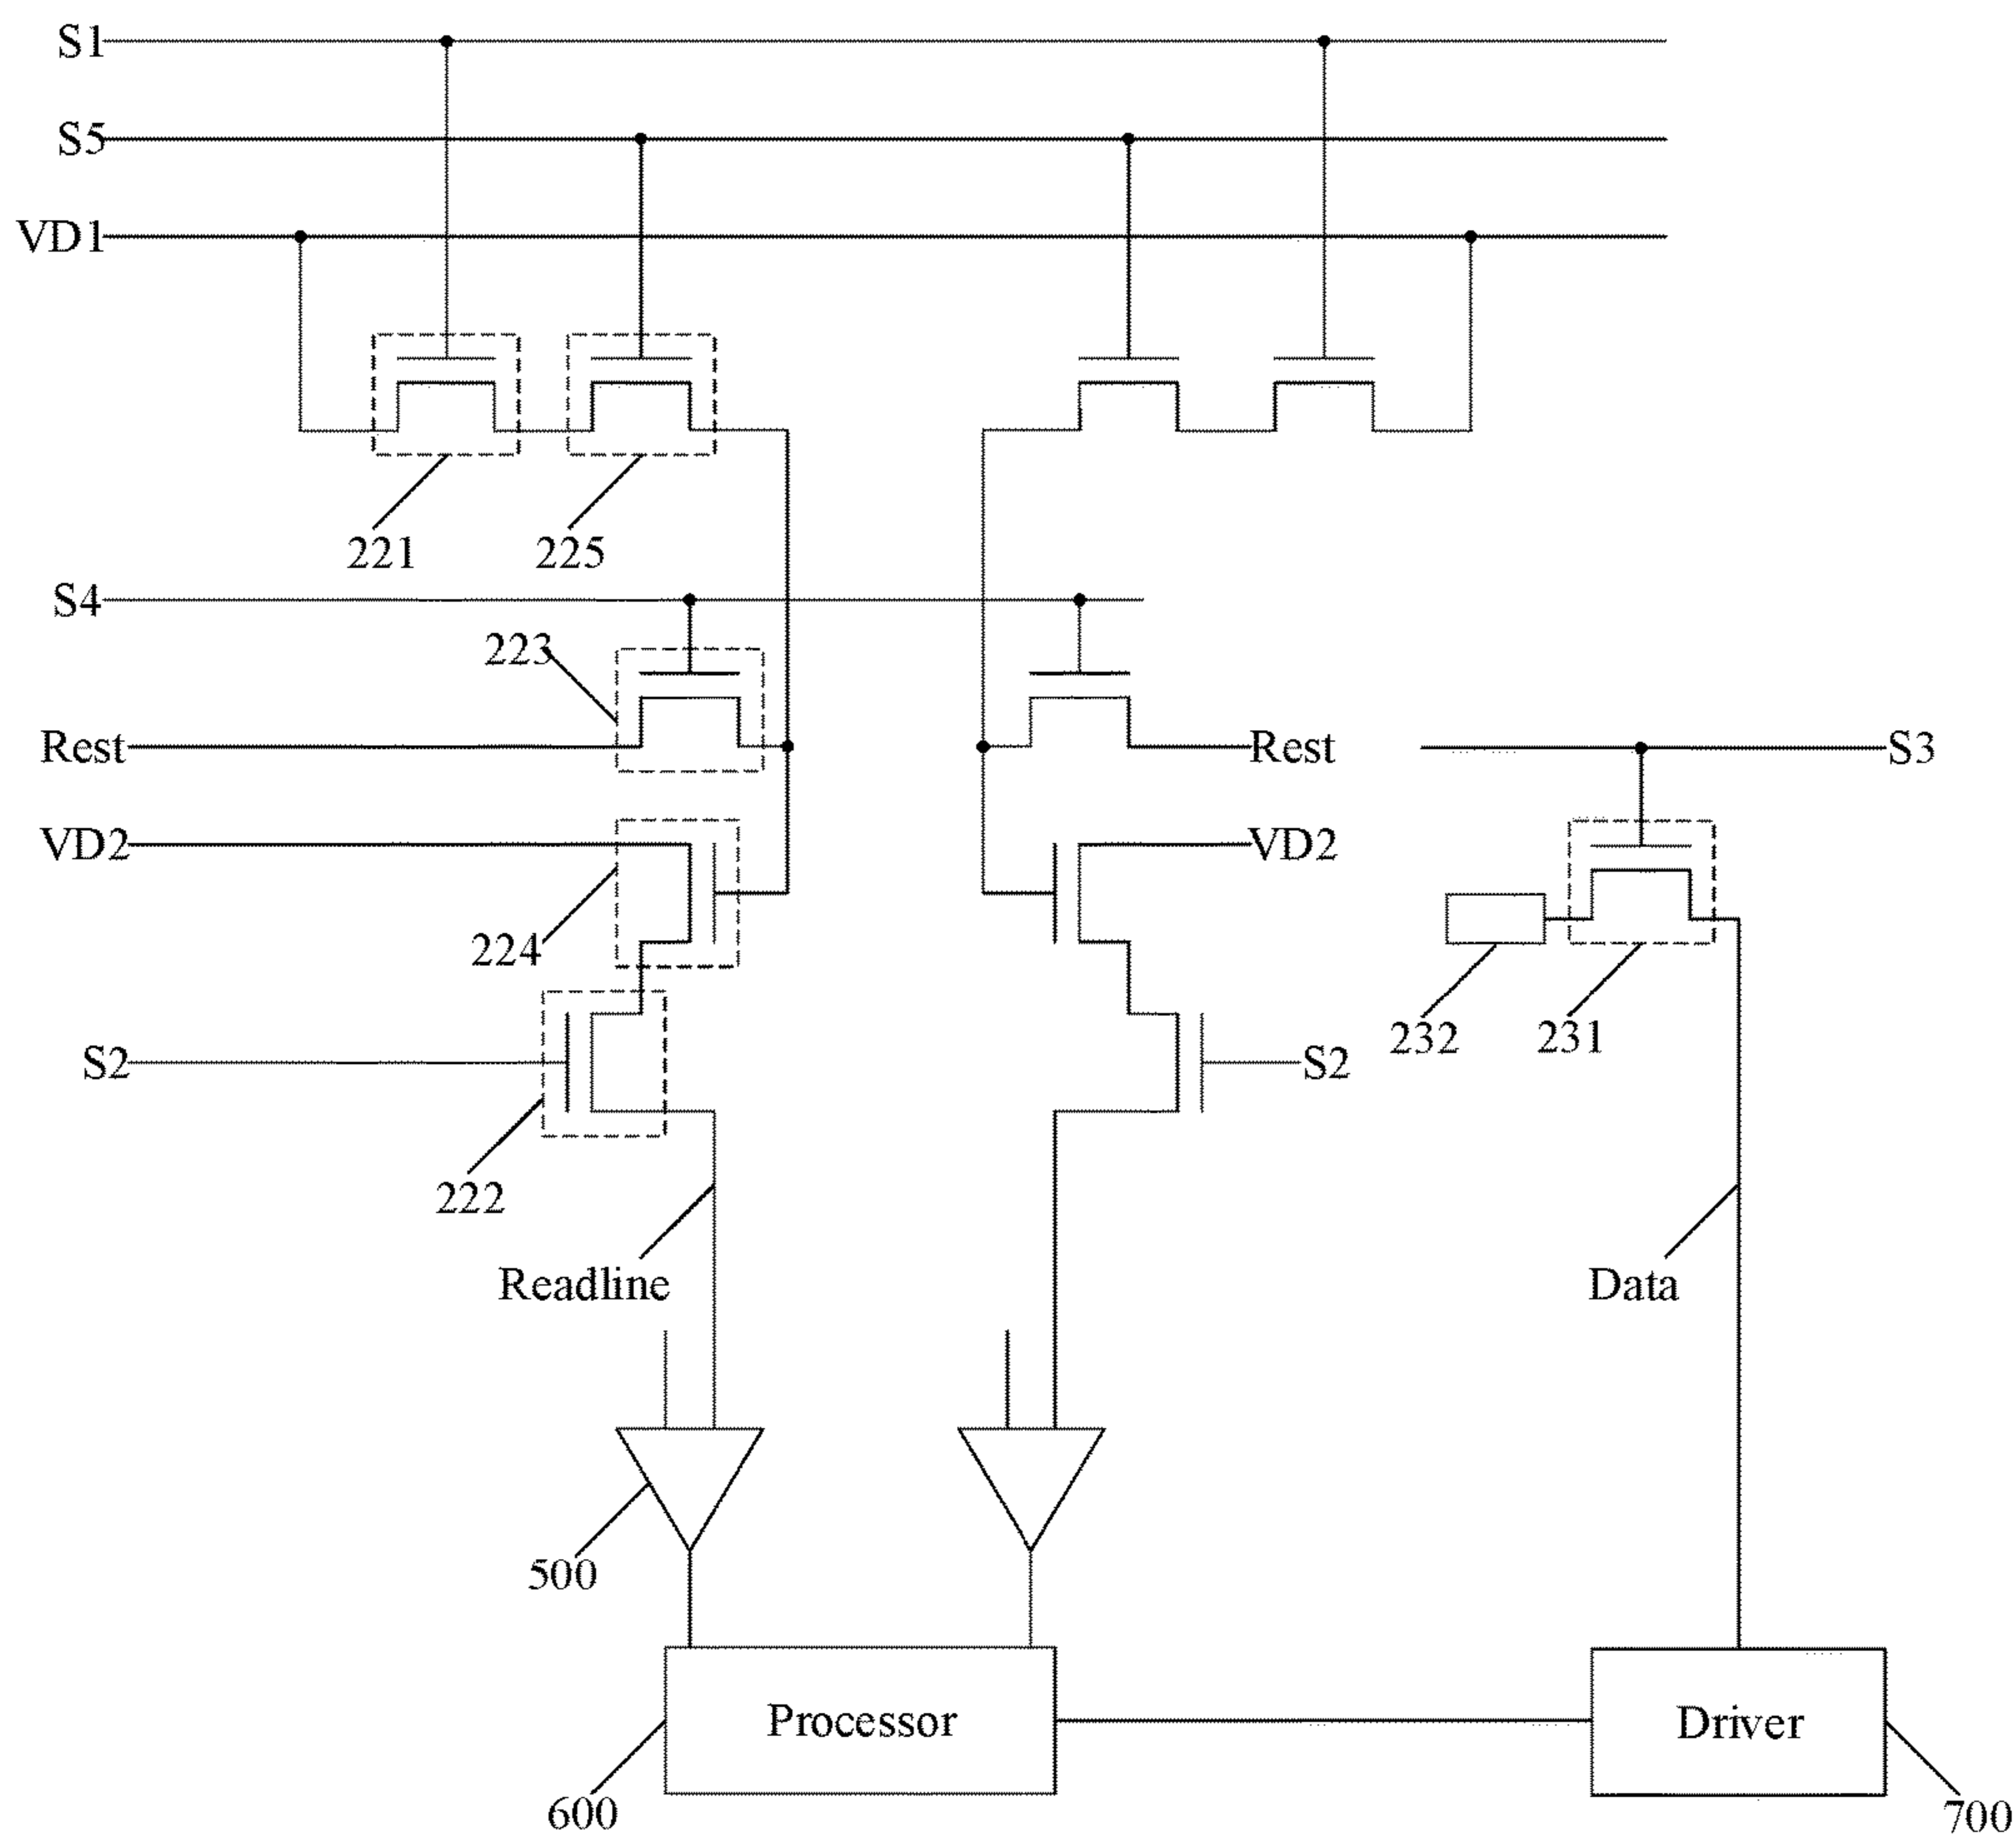 S1
S5
VD1
221 225
S4
223
Rest Rest S3
VD2 VD2
224
232 231
S2 S2
222
Readline Data
500
Processor Driver
600 700